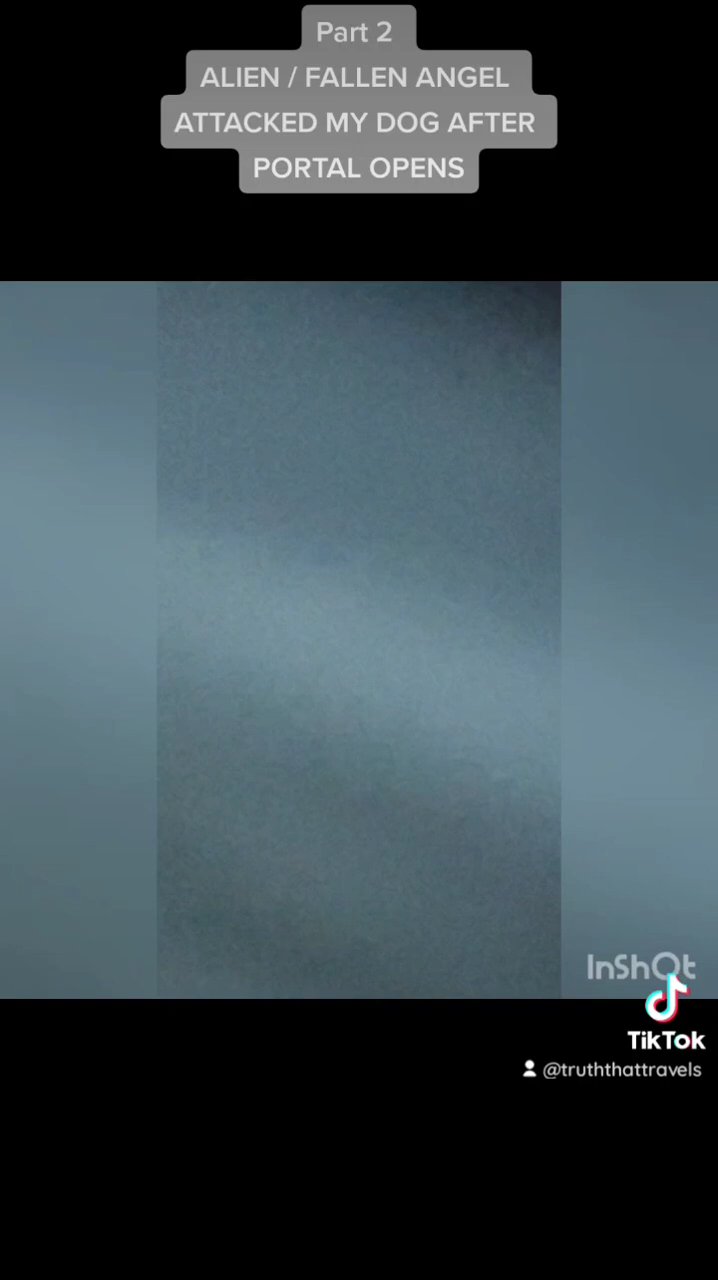 Part 2
ALIEN / FALLEN ANGEL
ATTACKED MY DOG AFTER
PORTAL OPENS
InShOt
TikTok
@truththattravels